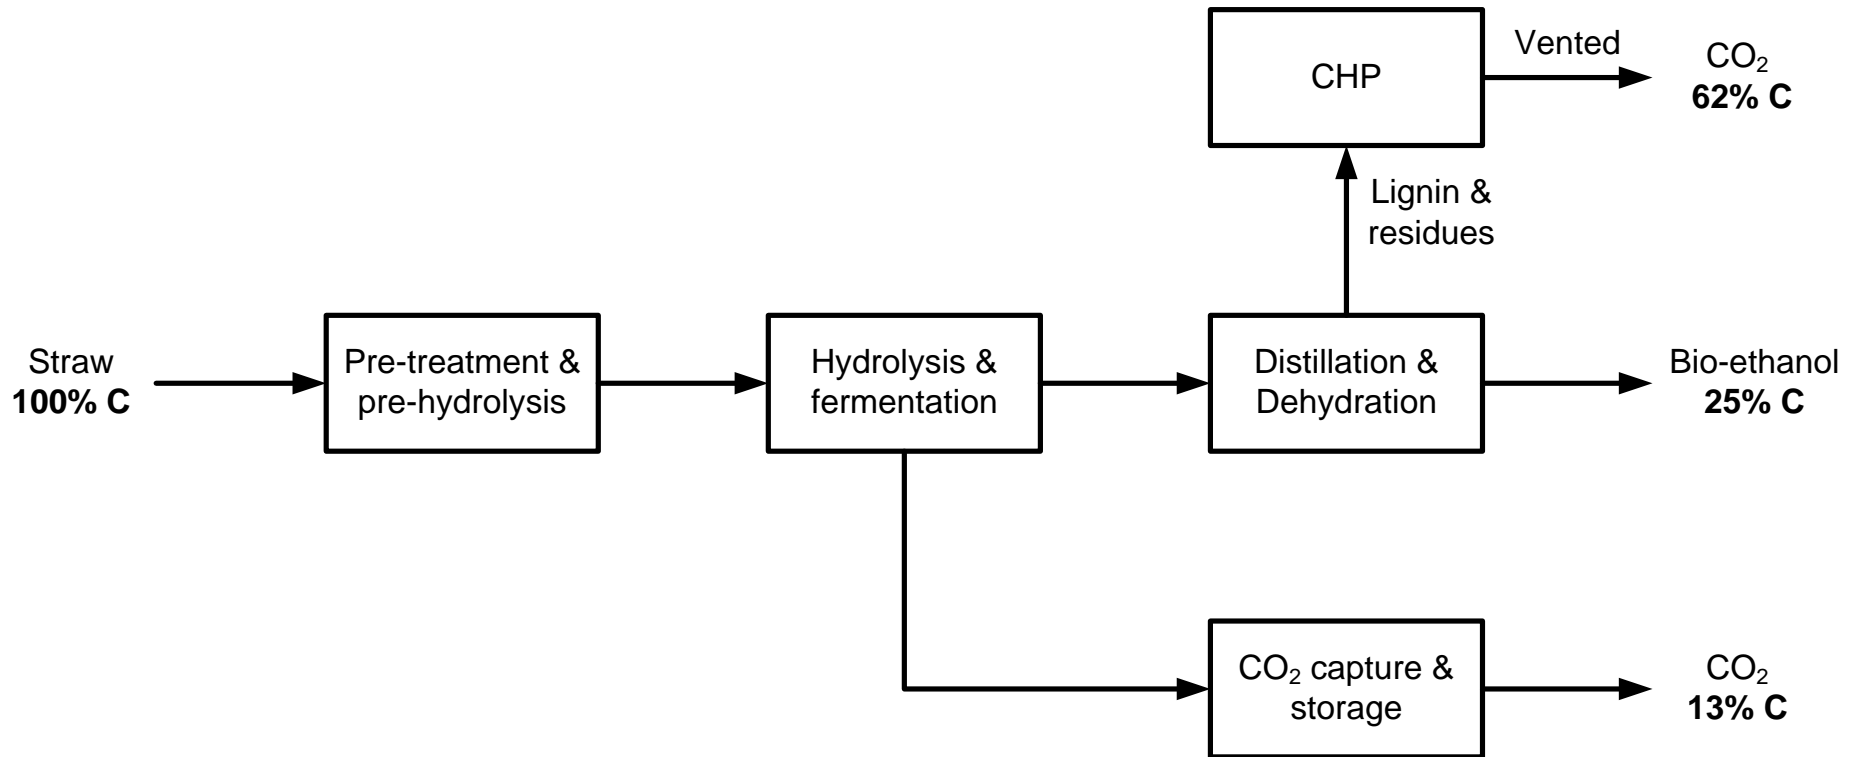 CHP
Vented
CO₂
62% C
Lignin &
residues
Straw
100% C
Pre-treatment &
pre-hydrolysis
Hydrolysis &
fermentation
Distillation &
Dehydration
Bio-ethanol
25% C
CO₂ capture &
storage
CO₂
13% C